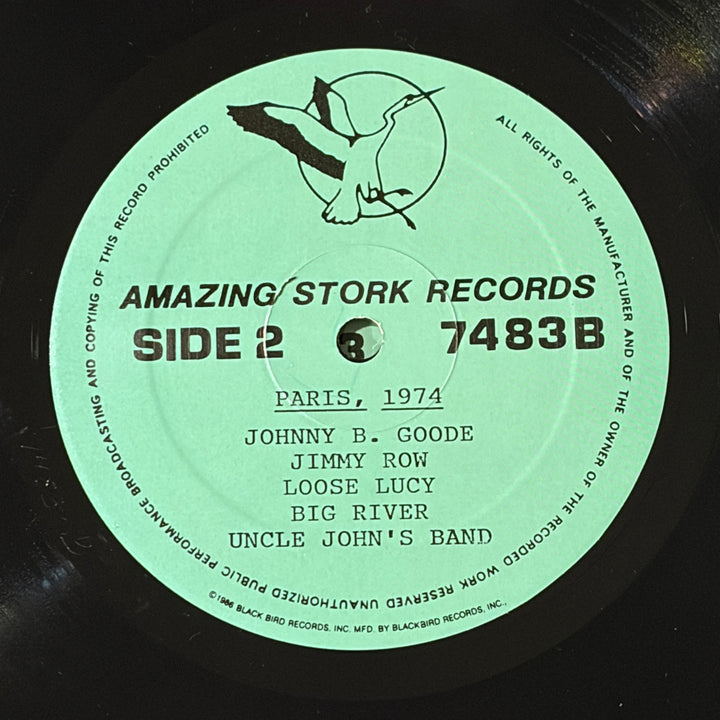 AMAZING STORK RECORDS
SIDE 2 3 7483B
PARIS, 1974
JOHNNY B. GOODE
JIMMY ROW
LOOSE LUCY
BIG RIVER
UNCLE JOHN'S BAND
ALL RIGHTS OF THE MANUFACTURER AND OF THE OWNER OF THE RECORDED WORK RESERVED UNAUTHORIZED PUBLIC PERFORMANCE BROADCASTING AND COPYING OF THIS RECORD PROHIBITED
©1986 BLACK BIRD RECORDS, INC. MFD. BY BLACKBIRD RECORDS, INC.,